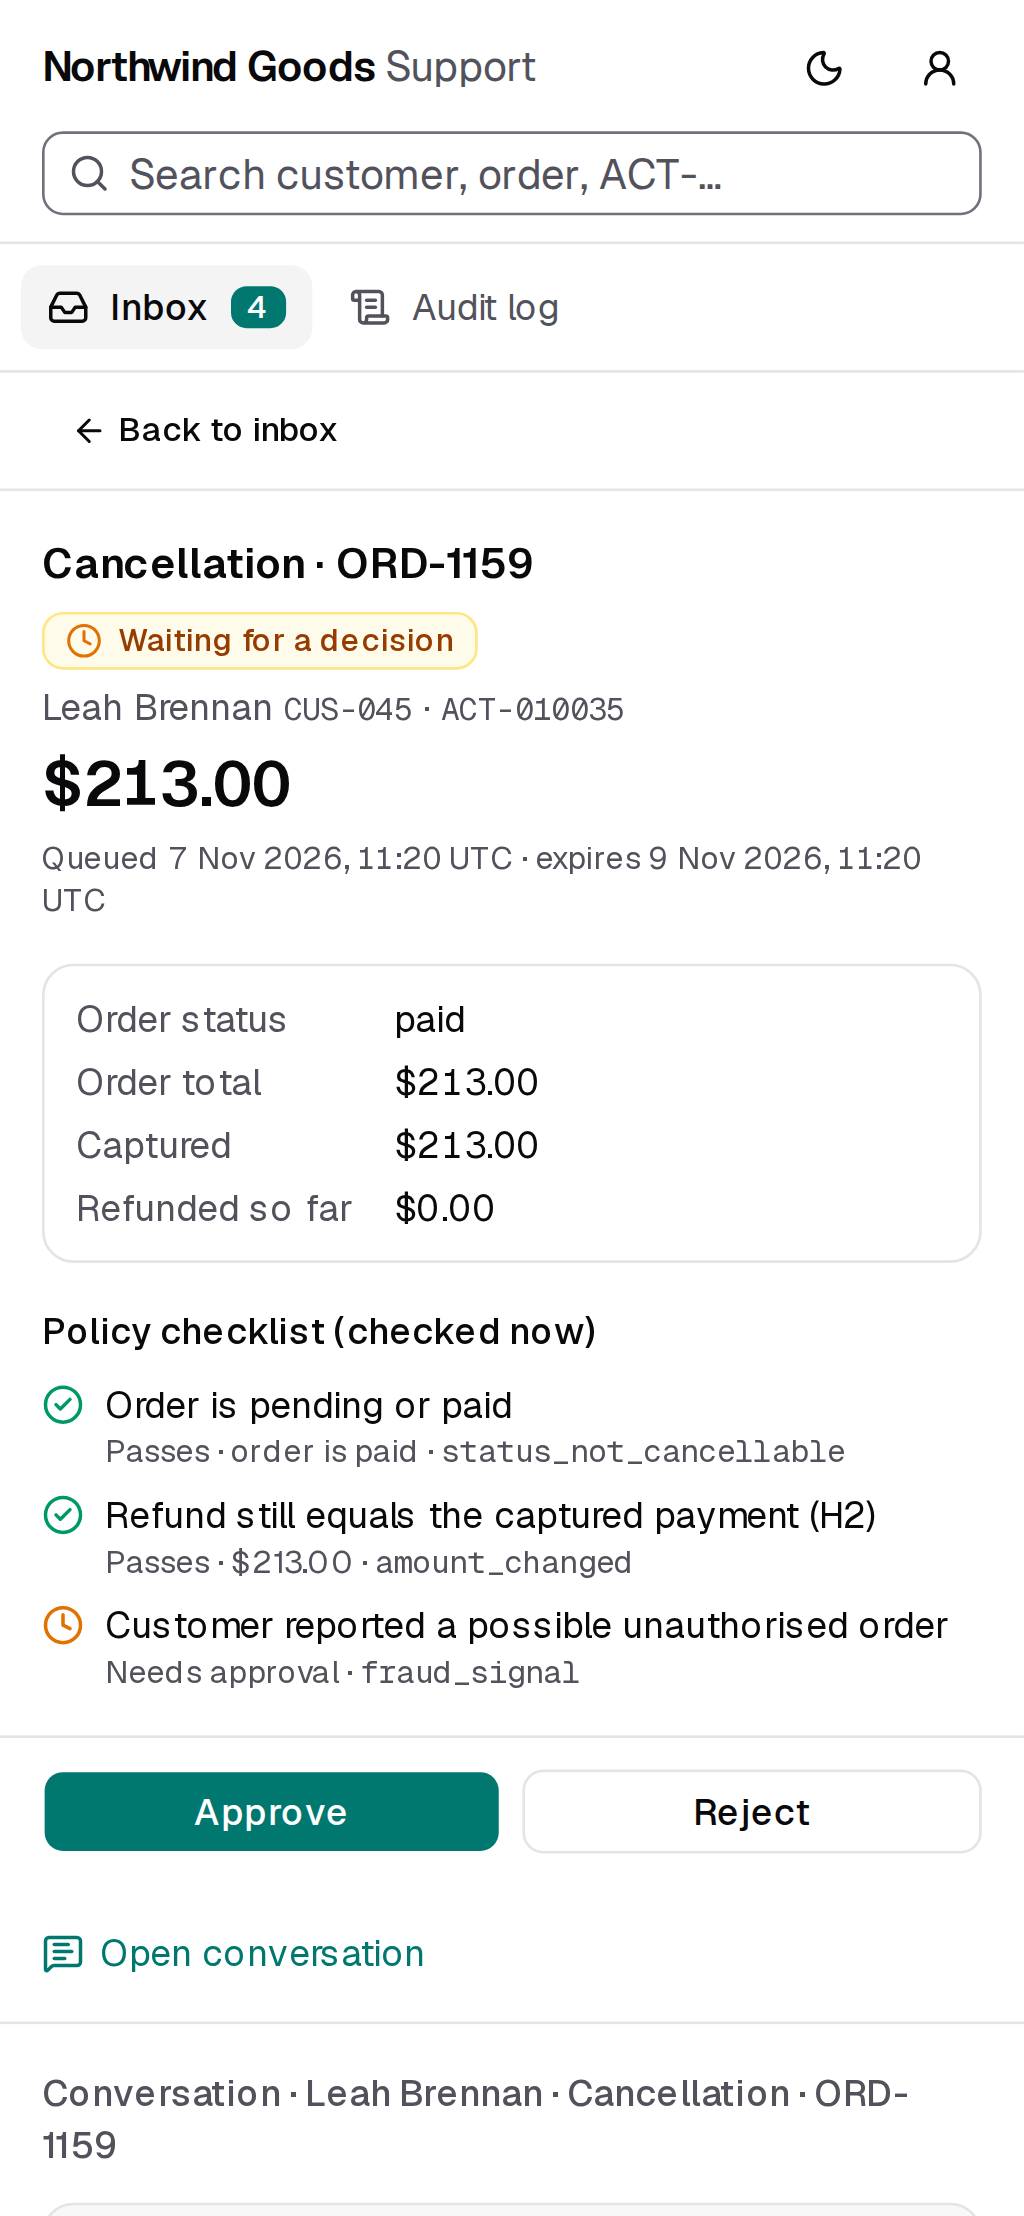 Northwind Goods Support
Search customer, order, ACT-…
Inbox 4 Audit log
Back to inbox
Cancellation · ORD-1159
Waiting for a decision
Leah Brennan CUS-045 · ACT-010035
$213.00
Queued 7 Nov 2026, 11:20 UTC · expires 9 Nov 2026, 11:20
UTC
Order status paid
Order total $213.00
Captured $213.00
Refunded so far $0.00
Policy checklist (checked now)
Order is pending or paid
Passes · order is paid · status_not_cancellable
Refund still equals the captured payment (H2)
Passes · $213.00 · amount_changed
Customer reported a possible unauthorised order
Needs approval · fraud_signal
Approve Reject
Open conversation
Conversation · Leah Brennan · Cancellation · ORD-
1159